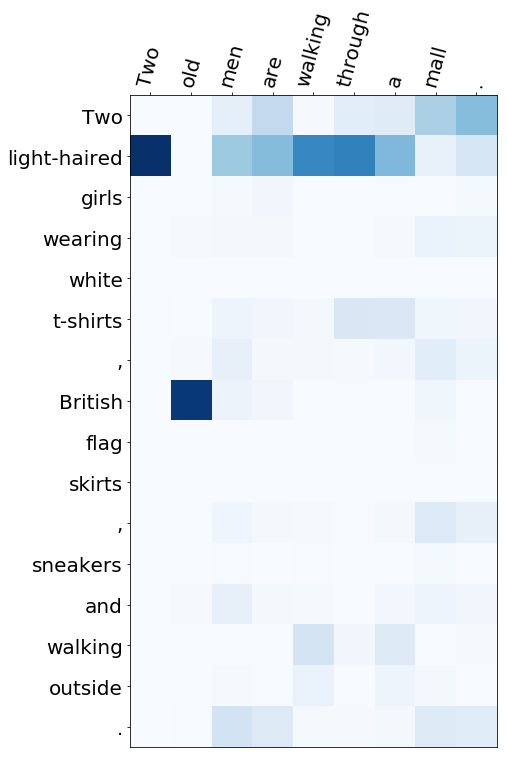 Two old men are walking through a mall .
Two
light-haired
girls
wearing
white
t-shirts
,
British
flag
skirts
,
sneakers
and
walking
outside
.